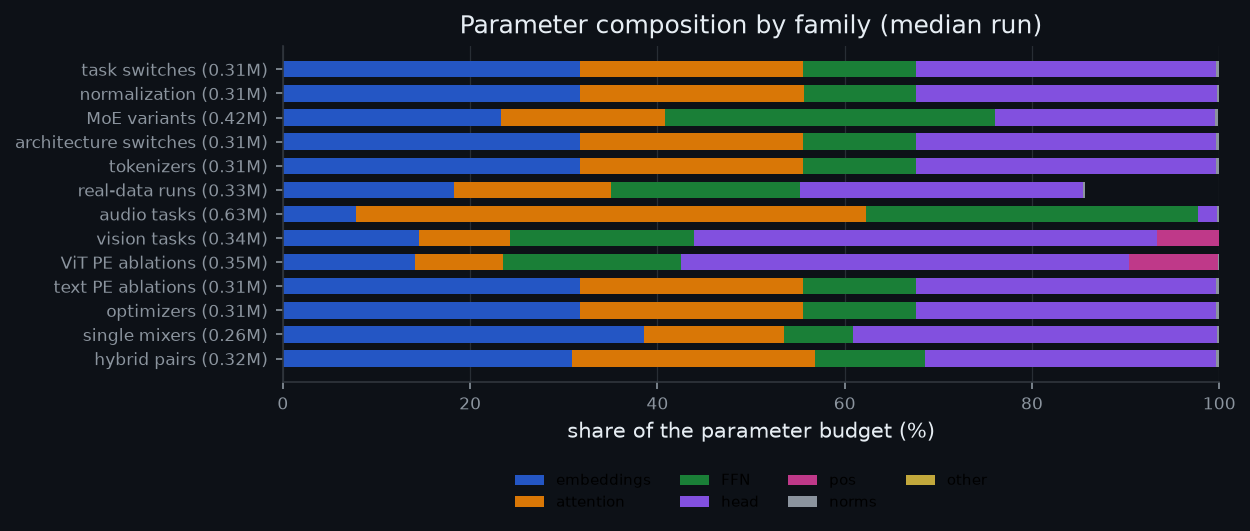 Parameter composition by family (median run)
task switches (0.31M)
normalization (0.31M)
MoE variants (0.42M)
architecture switches (0.31M)
tokenizers (0.31M)
real-data runs (0.33M)
audio tasks (0.63M)
vision tasks (0.34M)
ViT PE ablations (0.35M)
text PE ablations (0.31M)
optimizers (0.31M)
single mixers (0.26M)
hybrid pairs (0.32M)
0 20 40 60 80 100
share of the parameter budget (%)
embeddings FFN pos other
attention head norms